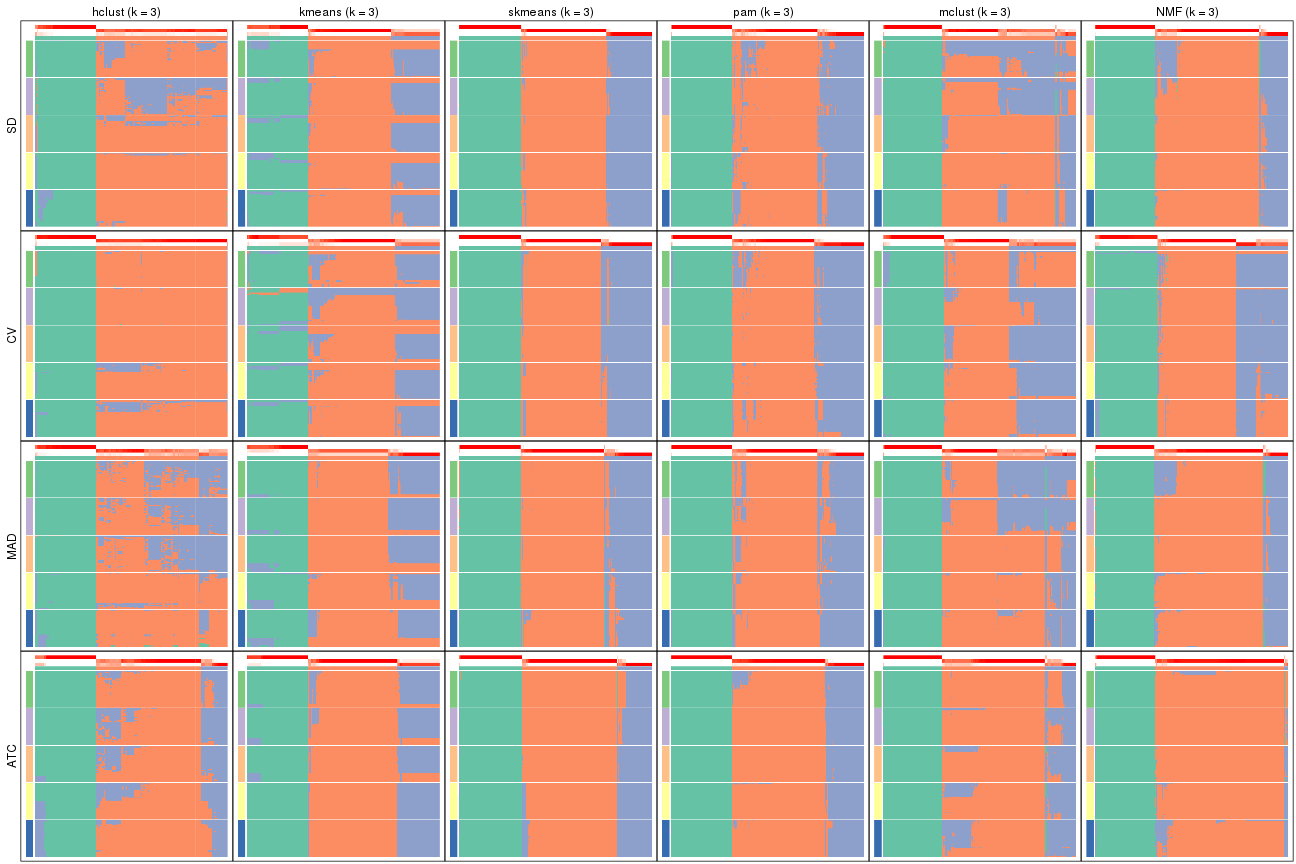 hclust (k = 3)
kmeans (k = 3)
skmeans (k = 3)
pam (k = 3)
mclust (k = 3)
NMF (k = 3)
SD
CV
MAD
ATC